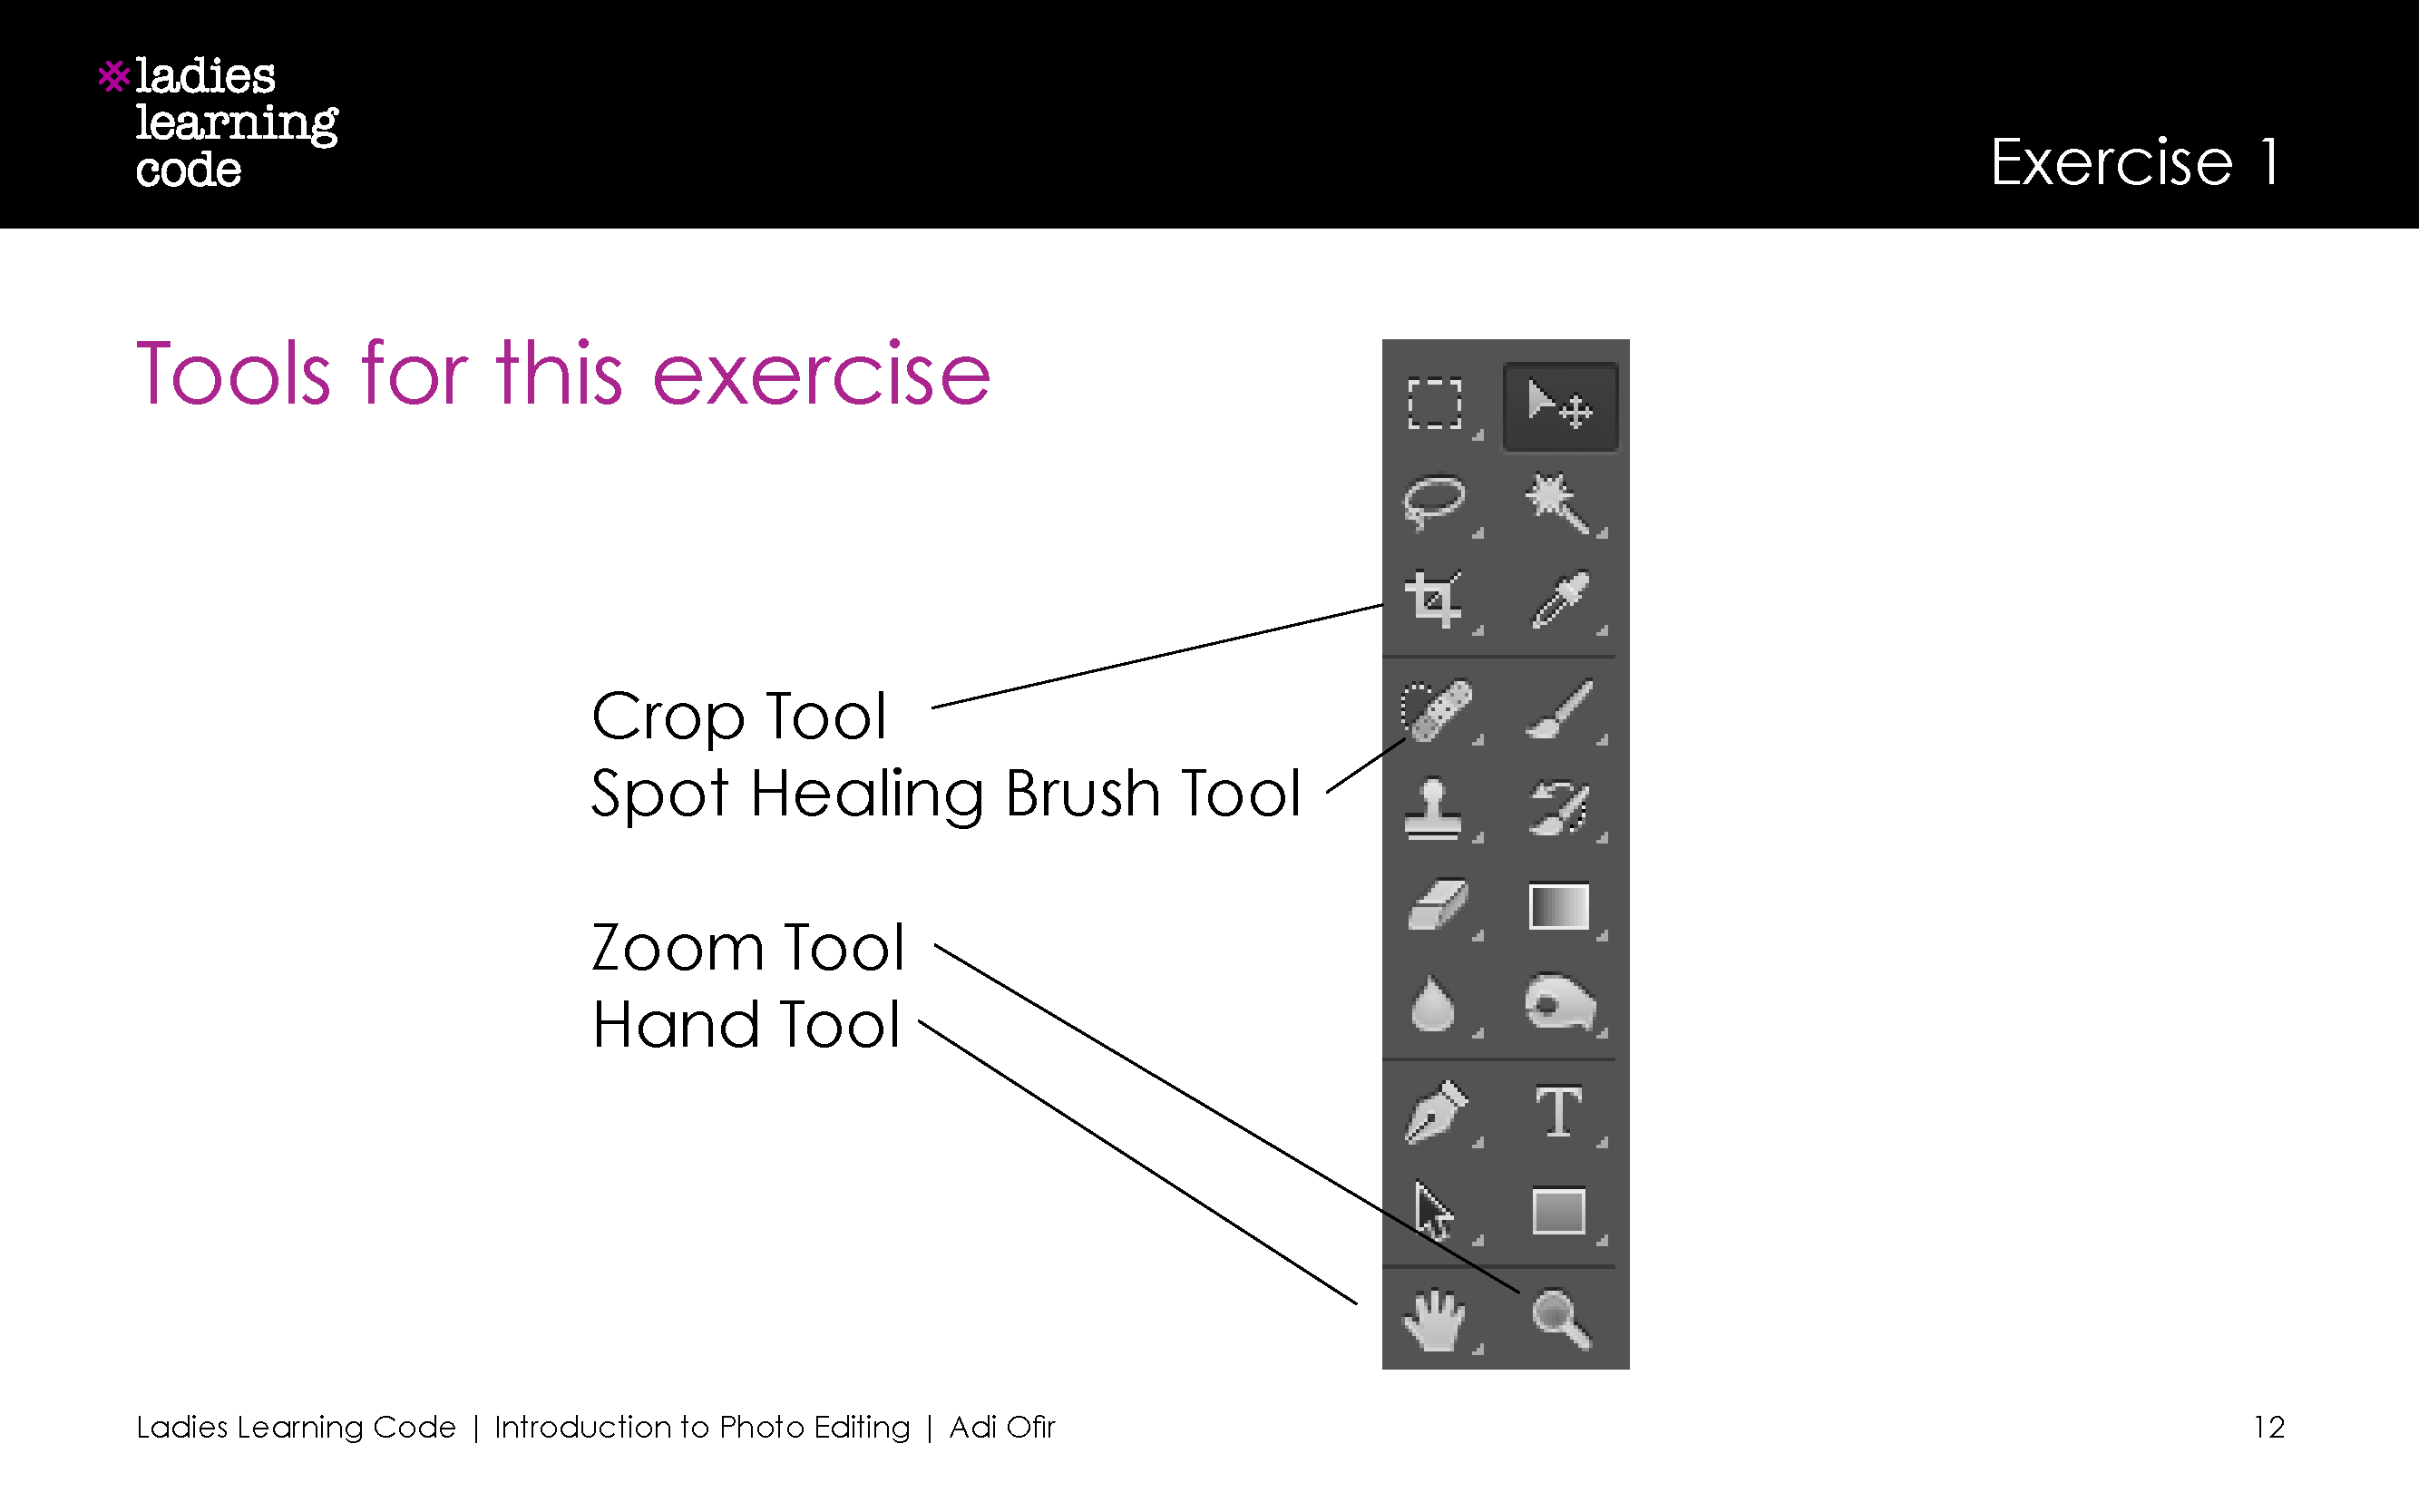 ladies
learning
code
Exercise 1
Tools for this exercise
Crop Tool
Spot Healing Brush Tool
Zoom Tool
Hand Tool
T
Ladies Learning Code | Introduction to Photo Editing | Adi Ofir
12